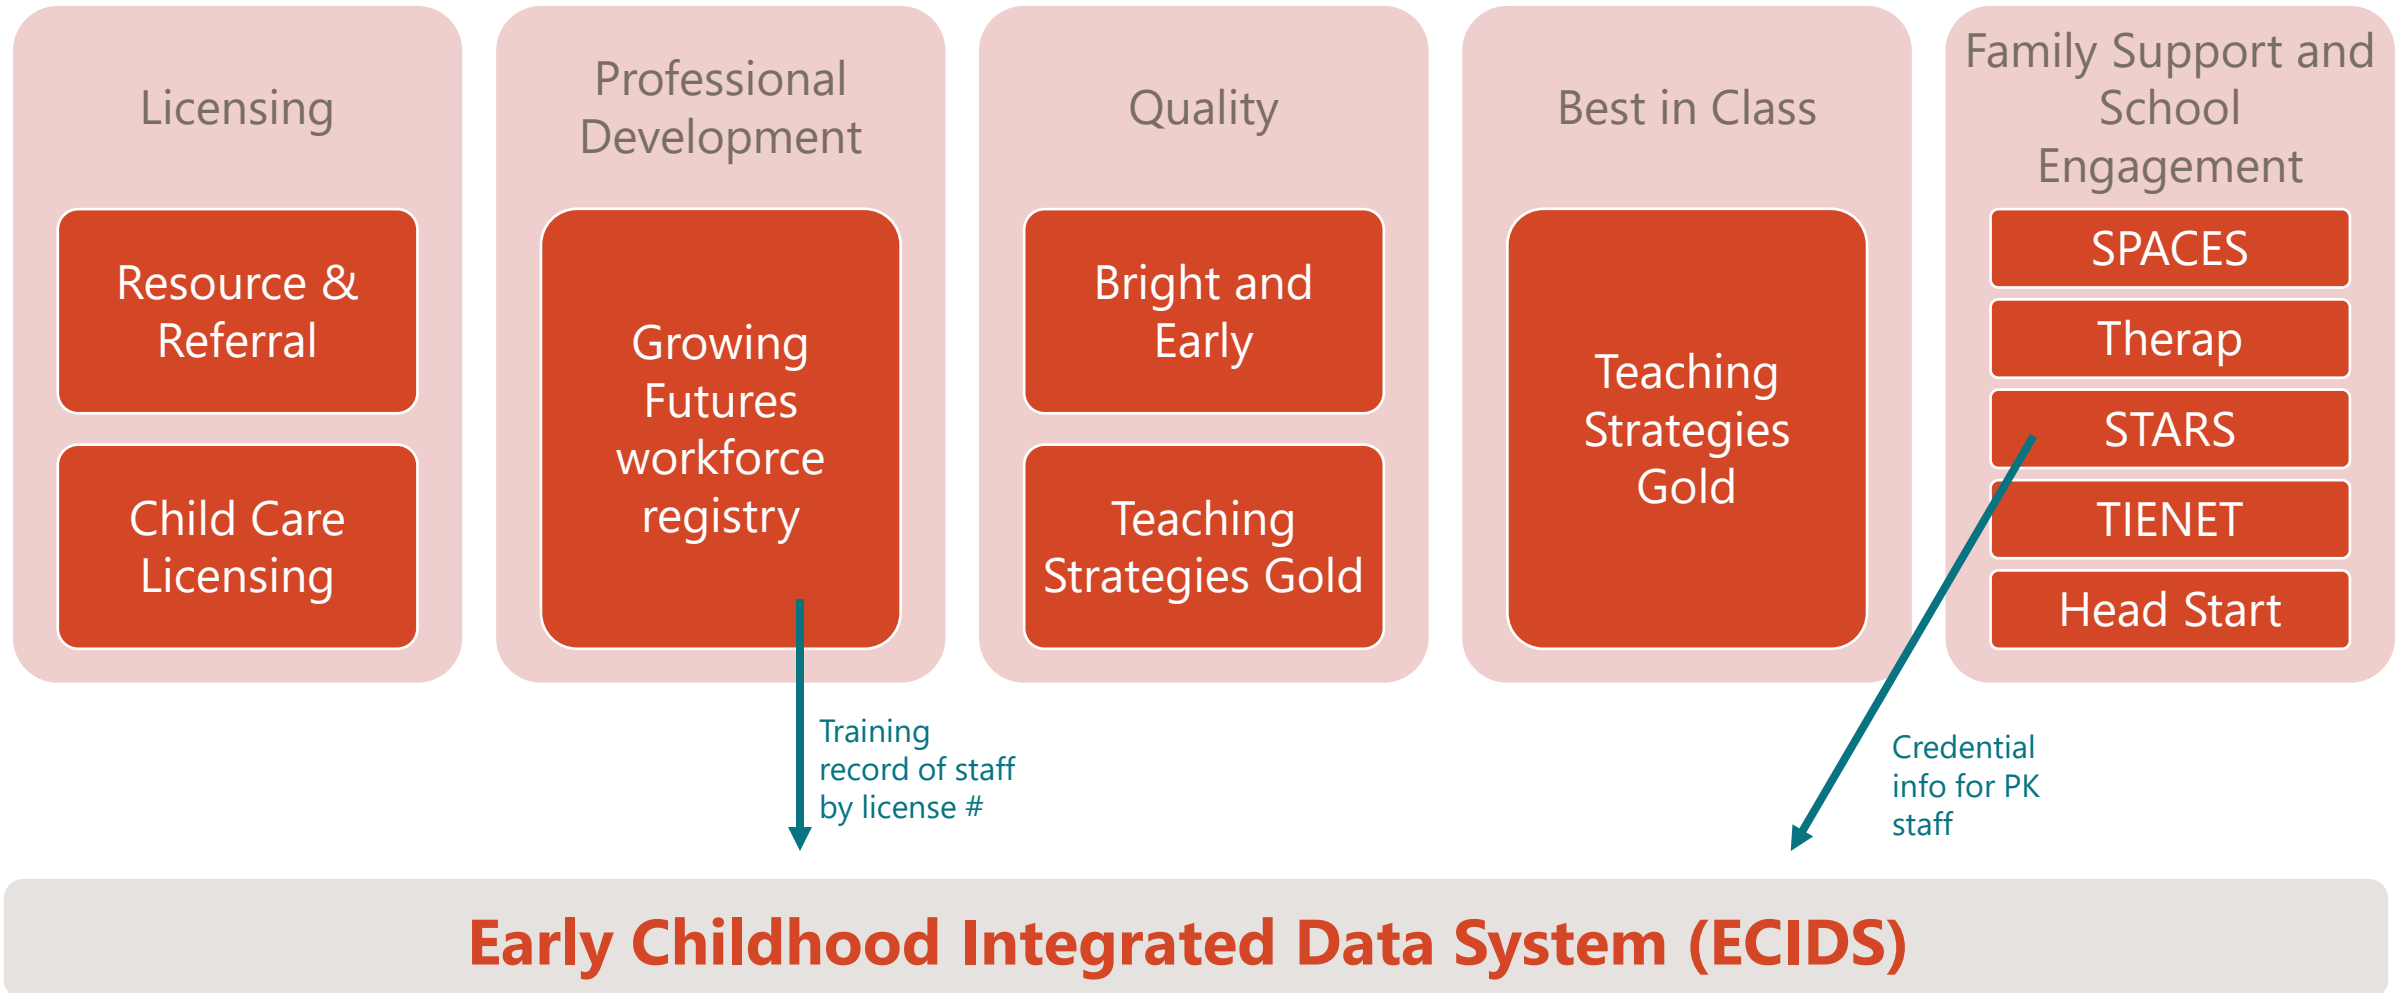 Licensing
Resource &
Referral
Child Care
Licensing
Professional
Development
Growing
Futures
workforce
registry
Training
record of staff
by license #
Quality
Bright and
Early
Teaching
Strategies Gold
Best in Class
Teaching
Strategies
Gold
Family Support and
School
Engagement
SPACES
Therap
STARS
TIENET
Head Start
Credential
info for PK
staff
Early Childhood Integrated Data System (ECIDS)